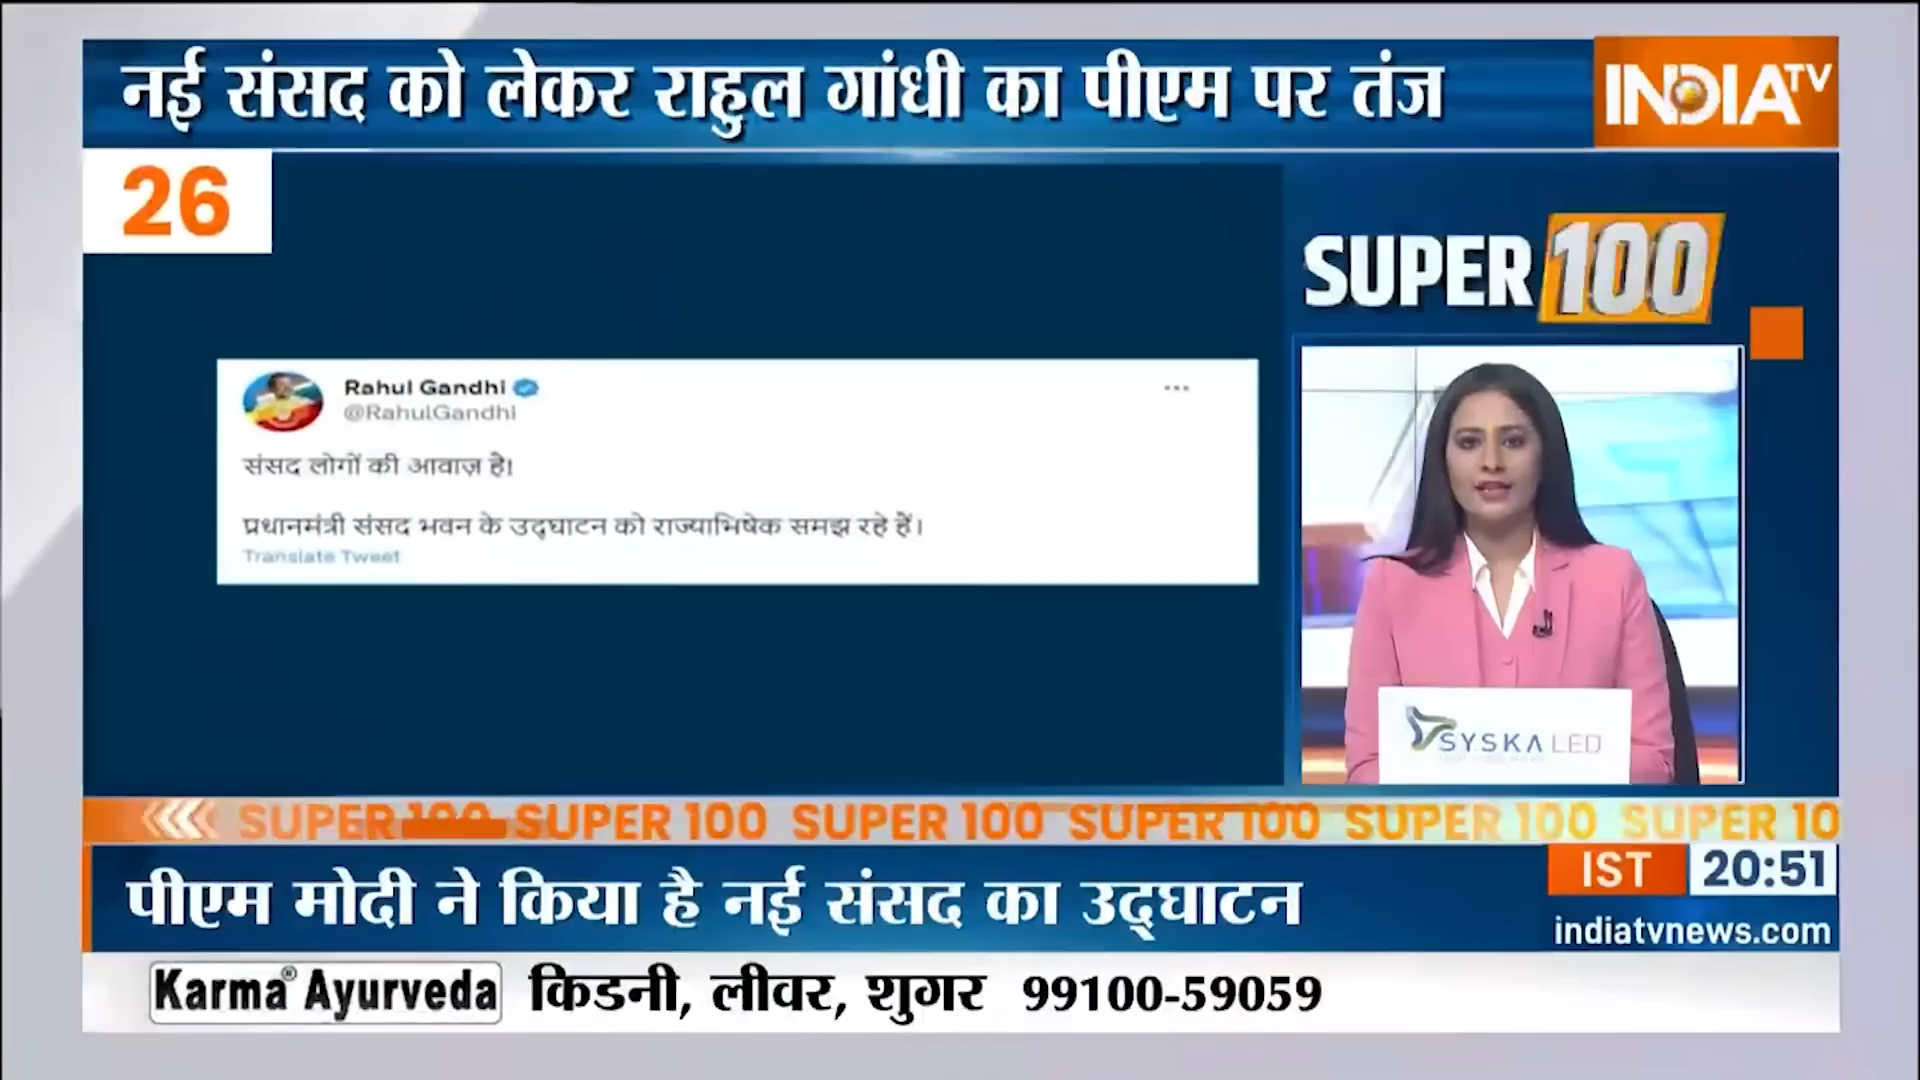 नई संसद को लेकर राहुल गांधी का पीएम पर तंज
INDIA TV
26
SUPER 100
Rahul Gandhi
@RahulGandhi
संसद लोगों की आवाज़ है।
प्रधानमंत्री संसद भवन के उद्घाटन को राज्याभिषेक समझ रहे हैं।
Translate Tweet
SYSKA LED
SUPER 100 SUPER 100 SUPER 100 SUPER 100 SUPER 100 SUPER 10
पीएम मोदी ने किया है नई संसद का उद्घाटन
IST 20:51
indiatvnews.com
Karma® Ayurveda किडनी, लीवर, शुगर 99100-59059